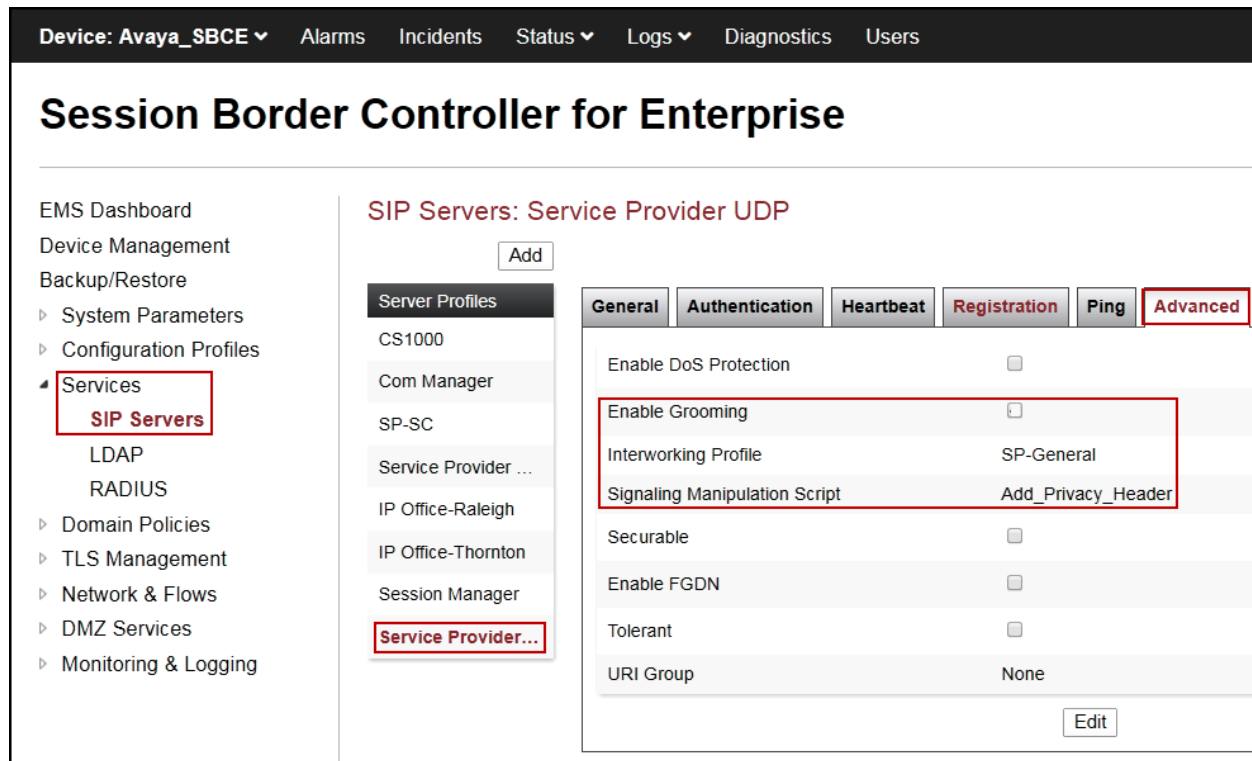 Device: Avaya_SBCE Alarms Incidents Status Logs Diagnostics Users
Session Border Controller for Enterprise
EMS Dashboard
Device Management
Backup/Restore
System Parameters
Configuration Profiles
Services
SIP Servers
LDAP
RADIUS
Domain Policies
TLS Management
Network & Flows
DMZ Services
Monitoring & Logging
SIP Servers: Service Provider UDP
Add
Server Profiles
CS1000
Com Manager
SP-SC
Service Provider ...
IP Office-Raleigh
IP Office-Thornton
Session Manager
Service Provider...
General Authentication Heartbeat Registration Ping Advanced
Enable DoS Protection
Enable Grooming
Interworking Profile SP-General
Signaling Manipulation Script Add_Privacy_Header
Securable
Enable FGDN
Tolerant
URI Group None
Edit